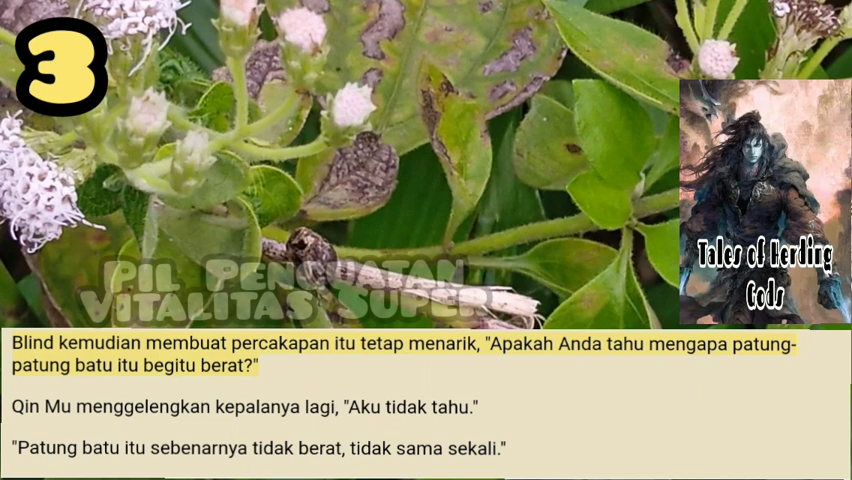 3
PIL PENGUATAN
VITALITAS SUPER
Tales of Herding
Gods
Blind kemudian membuat percakapan itu tetap menarik, "Apakah Anda tahu mengapa patung-
patung batu itu begitu berat?"
Qin Mu menggelengkan kepalanya lagi, "Aku tidak tahu."
"Patung batu itu sebenarnya tidak berat, tidak sama sekali."